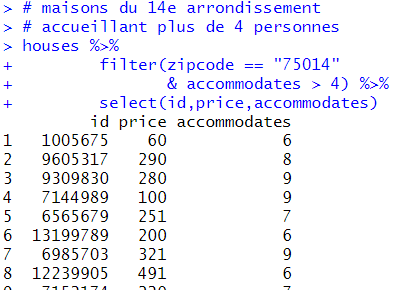 > # maisons du 14e arrondissement
> # accueillant plus de 4 personnes
> houses %>%
+ filter(zipcode == "75014"
+ & accommodates > 4) %>%
+ select(id,price,accommodates)
id price accommodates
1 1005675 60 6
2 9605317 290 8
3 9309830 280 9
4 7144989 100 9
5 6565679 251 7
6 13199789 200 6
7 6985703 321 9
8 12239905 491 6